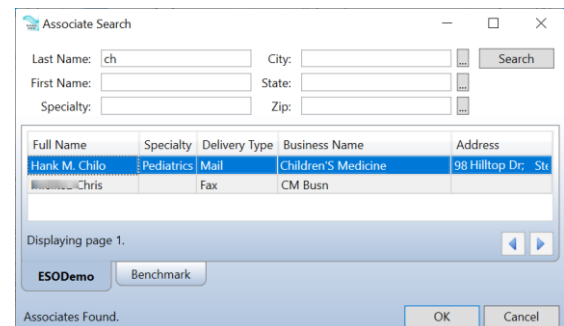 Associate Search
Last Name: ch City: ... Search
First Name: State: ...
Specialty: Zip: ...
Full Name Specialty Delivery Type Business Name Address
Hank M. Chilo Pediatrics Mail Children'S Medicine 98 Hilltop Dr; Ste
Chris Fax CM Busn
Displaying page 1.
ESODemo Benchmark
Associates Found. OK Cancel